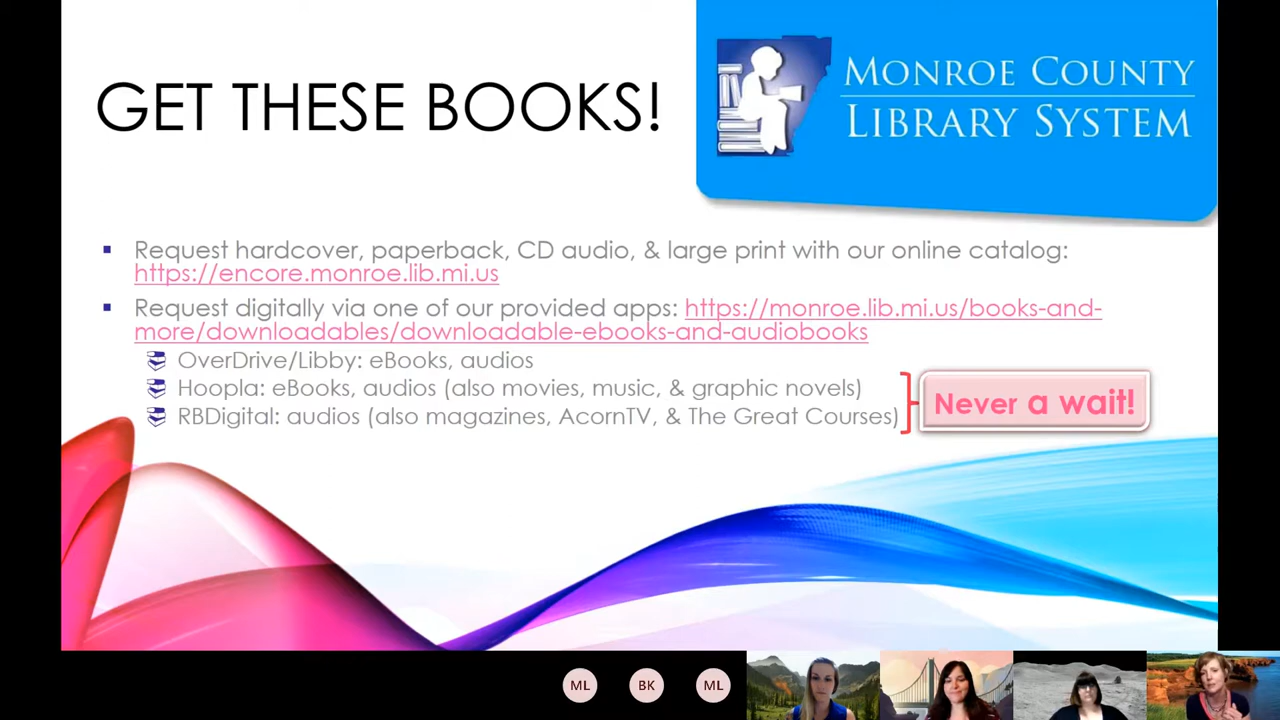 GET THESE BOOKS!
MONROE COUNTY
LIBRARY SYSTEM
Request hardcover, paperback, CD audio, & large print with our online catalog:
https://encore.monroe.lib.mi.us
Request digitally via one of our provided apps: https://monroe.lib.mi.us/books-and-
more/downloadables/downloadable-ebooks-and-audiobooks
OverDrive/Libby: eBooks, audios
Hoopla: eBooks, audios (also movies, music, & graphic novels)
RBDigital: audios (also magazines, AcornTV, & The Great Courses)
Never a wait!
ML
BK
ML